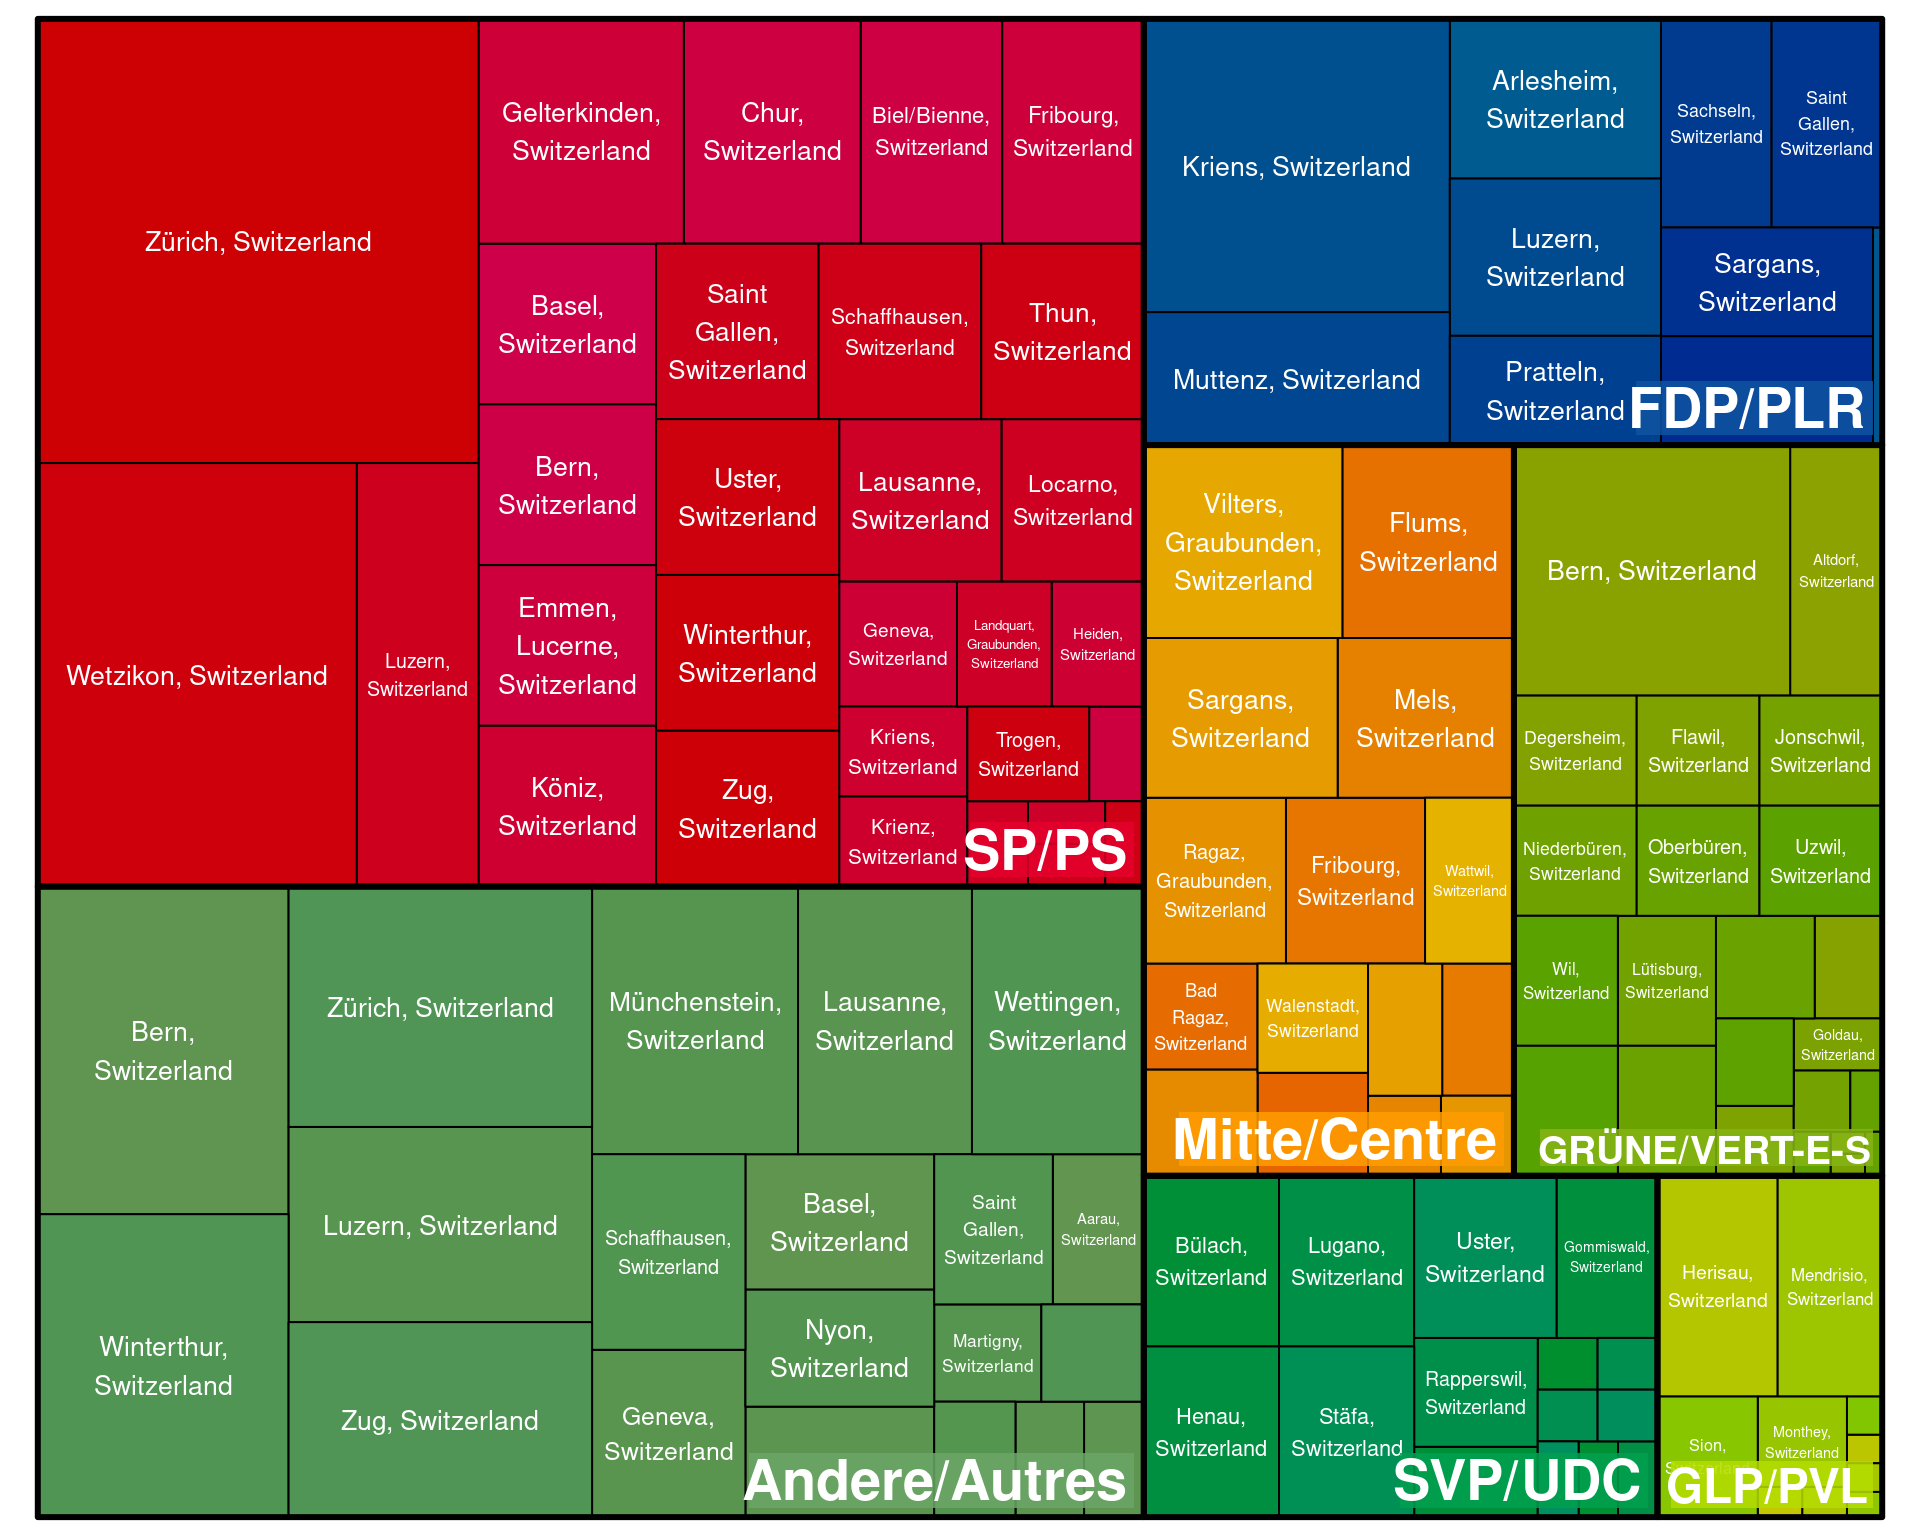 Zürich, Switzerland
Wetzikon, Switzerland
Luzern,
Switzerland
Gelterkinden,
Switzerland
Chur,
Switzerland
Biel/Bienne,
Switzerland
Fribourg,
Switzerland
Basel,
Switzerland
Bern,
Switzerland
Emmen,
Lucerne,
Switzerland
Köniz,
Switzerland
Saint
Gallen,
Switzerland
Schaffhausen,
Switzerland
Thun,
Switzerland
Uster,
Switzerland
Winterthur,
Switzerland
Zug,
Switzerland
Lausanne,
Switzerland
Locarno,
Switzerland
Geneva,
Switzerland
Landquart,
Graubunden,
Switzerland
Heiden,
Switzerland
Kriens,
Switzerland
Krienz,
Switzerland
Trogen,
Switzerland
SP/PS
Bern,
Switzerland
Winterthur,
Switzerland
Zürich, Switzerland
Luzern, Switzerland
Zug, Switzerland
Münchenstein,
Switzerland
Lausanne,
Switzerland
Wettingen,
Switzerland
Schaffhausen,
Switzerland
Geneva,
Switzerland
Basel,
Switzerland
Nyon,
Switzerland
Saint
Gallen,
Switzerland
Aarau,
Switzerland
Martigny,
Switzerland
Andere/Autres
Kriens, Switzerland
Muttenz, Switzerland
Arlesheim,
Switzerland
Luzern,
Switzerland
Pratteln,
Switzerland
Sachseln,
Switzerland
Saint
Gallen,
Switzerland
Sargans,
Switzerland
FDP/PLR
Vilters,
Graubunden,
Switzerland
Flums,
Switzerland
Sargans,
Switzerland
Mels,
Switzerland
Ragaz,
Graubunden,
Switzerland
Fribourg,
Switzerland
Wattwil,
Switzerland
Bad
Ragaz,
Switzerland
Walenstadt,
Switzerland
Mitte/Centre
Bern, Switzerland
Altdorf,
Switzerland
Degersheim,
Switzerland
Flawil,
Switzerland
Jonschwil,
Switzerland
Niederbüren,
Switzerland
Oberbüren,
Switzerland
Uzwil,
Switzerland
Wil,
Switzerland
Lütisburg,
Switzerland
Goldau,
Switzerland
GRÜNE/VERT-E-S
Bülach,
Switzerland
Lugano,
Switzerland
Uster,
Switzerland
Gommiswald,
Switzerland
Henau,
Switzerland
Stäfa,
Switzerland
Rapperswil,
Switzerland
SVP/UDC
Herisau,
Switzerland
Mendrisio,
Switzerland
Sion,
Monthey,
Switzerland
GLP/PVL